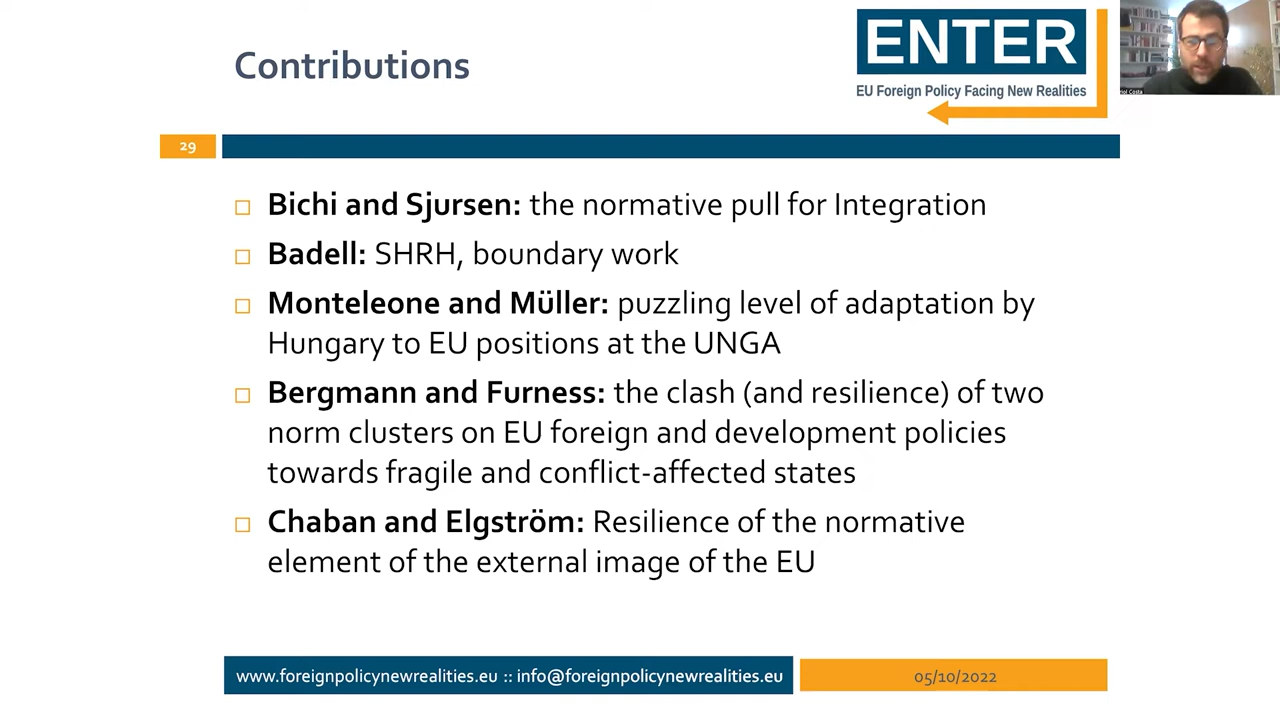 Contributions
ENTER
EU Foreign Policy Facing New Realities
29
Bichi and Sjursen: the normative pull for Integration
Badell: SHRH, boundary work
Monteleone and Müller: puzzling level of adaptation by
Hungary to EU positions at the UNGA
Bergmann and Furness: the clash (and resilience) of two
norm clusters on EU foreign and development policies
towards fragile and conflict-affected states
Chaban and Elgström: Resilience of the normative
element of the external image of the EU
www.foreignpolicynewrealities.eu :: info@foreignpolicynewrealities.eu
05/10/2022
Costa